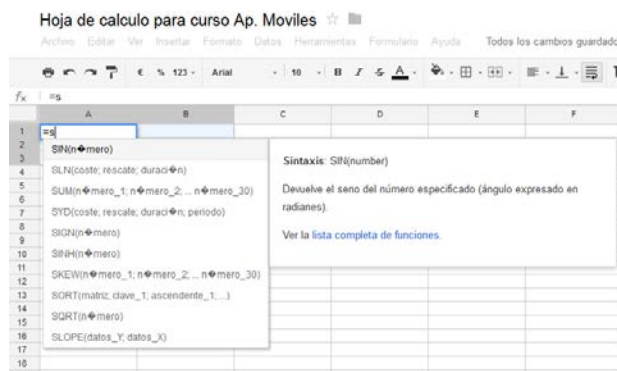 Hoja de calculo para curso Ap. Moviles
Archivo Editar Ver Insertar Formato Datos Herramientas Formulario Ayuda Todos los cambios guardado
€ % 123 Arial 10 B I S A
fx =s
A B C D E F
1 =s
2 SIN(n�mero)
3
4 SLN(coste; rescate; duraci�n)
5 SUM(n�mero_1; n�mero_2; ... n�mero_30)
6
7 SYD(coste; rescate; duraci�n; periodo)
8 SIGN(n�mero)
9
10 SINH(n�mero)
11 SKEW(n�mero_1; n�mero_2; ... n�mero_30)
12
13 SORT(matriz; clave_1; ascendente_1; ...)
14
15 SQRT(n�mero)
16 SLOPE(datos_Y; datos_X)
17
18
Sintaxis: SIN(number)
Devuelve el seno del número especificado (ángulo expresado en
radianes).
Ver la lista completa de funciones.